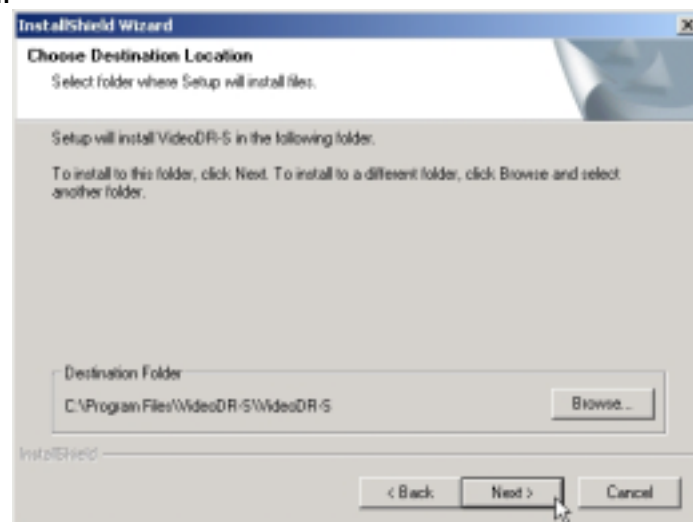 InstallShield Wizard
Choose Destination Location
Select folder where Setup will install files.
Setup will install VideoDR-S in the following folder.
To install to this folder, click Next. To install to a different folder, click Browse and select
another folder.
Destination Folder
C:\Program Files\VideoDR-S\VideoDR-S
Browse...
InstallShield
< Back
Next >
Cancel